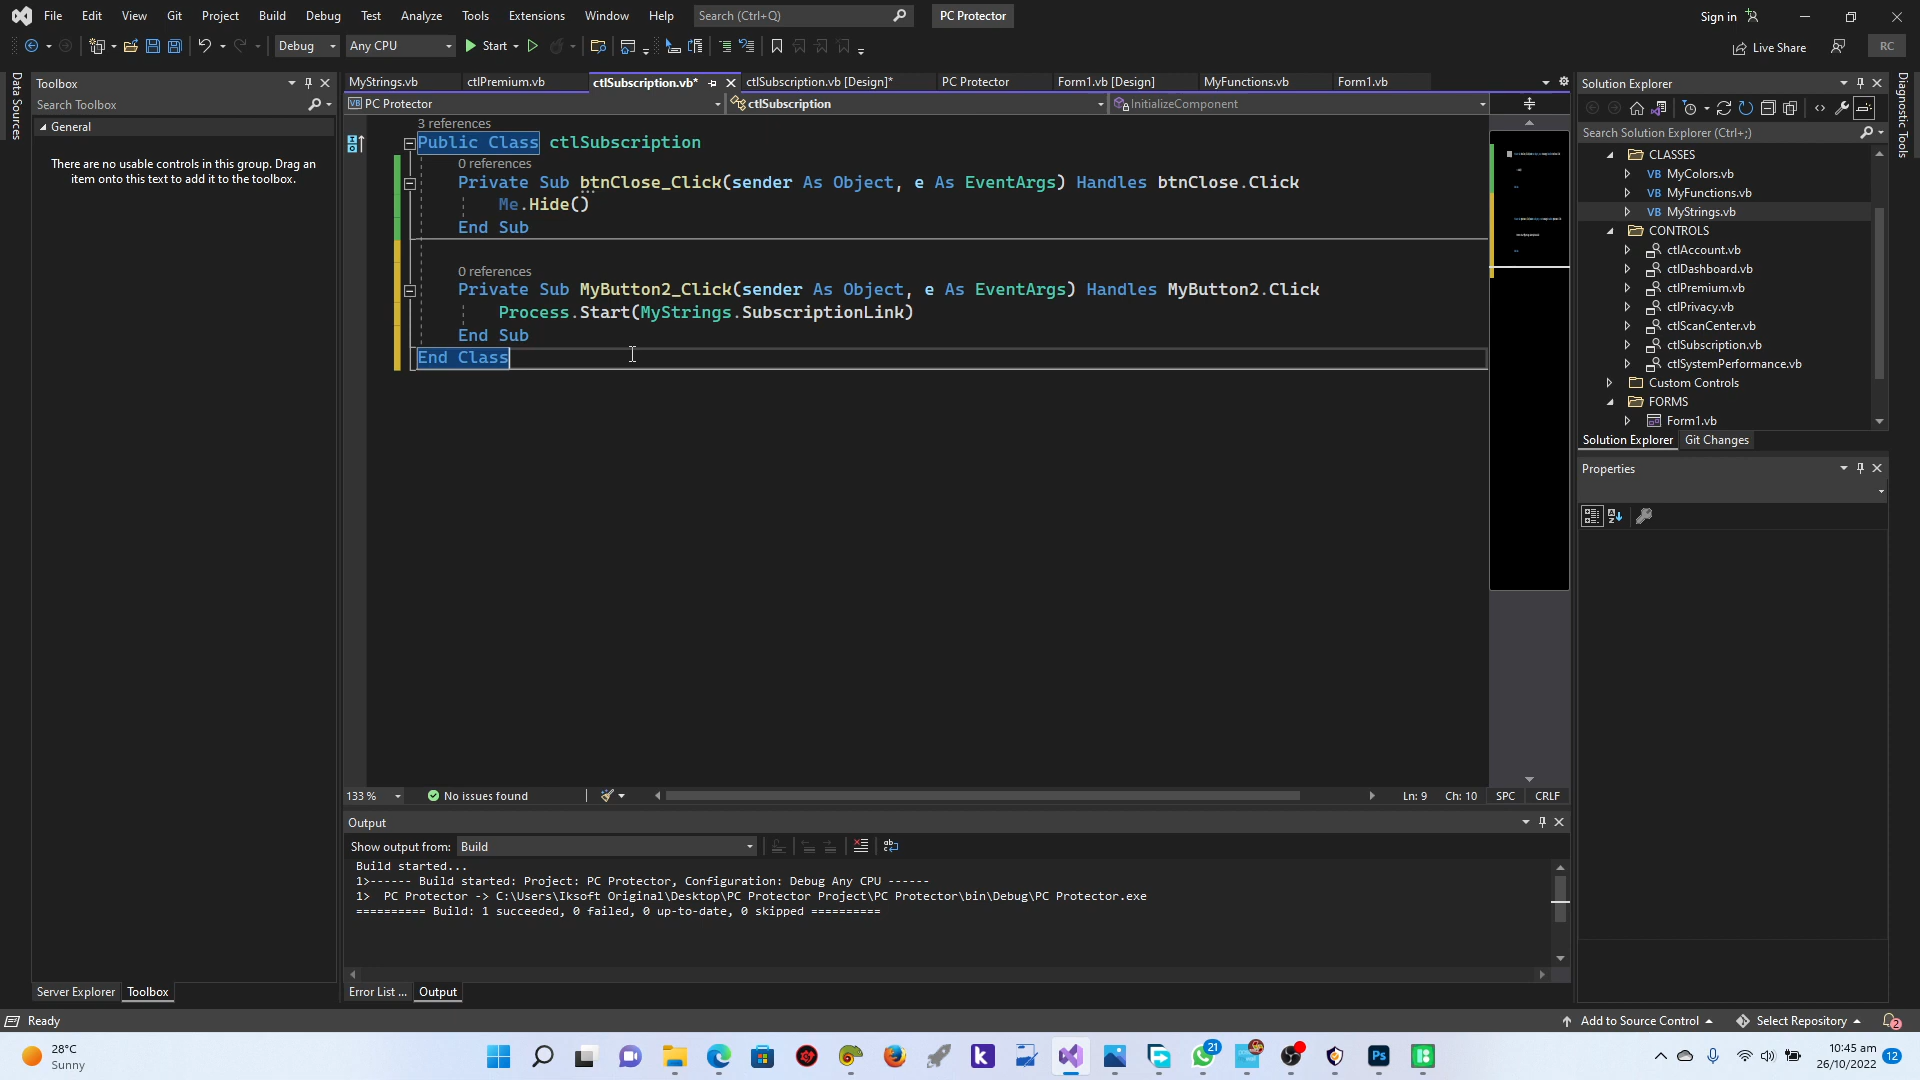 File Edit View Git Project Build Debug Test Analyze Tools Extensions Window Help Search (Ctrl+Q) PC Protector Sign in
Debug Any CPU Start Live Share RC
Data Sources
Toolbox
Search Toolbox
General
There are no usable controls in this group. Drag an
item onto this text to add it to the toolbox.
Server Explorer Toolbox
MyStrings.vb ctlPremium.vb ctlSubscription.vb* ctlSubscription.vb [Design]* PC Protector Form1.vb [Design] MyFunctions.vb Form1.vb
VB PC Protector ctlSubscription InitializeComponent
3 references
Public Class ctlSubscription
0 references
Private Sub btnClose_Click(sender As Object, e As EventArgs) Handles btnClose.Click
Me.Hide()
End Sub
0 references
Private Sub MyButton2_Click(sender As Object, e As EventArgs) Handles MyButton2.Click
Process.Start(MyStrings.SubscriptionLink)
End Sub
End Class
133 % No issues found Ln: 9 Ch: 10 SPC CRLF
Output
Show output from: Build
Build started...
1>------ Build started: Project: PC Protector, Configuration: Debug Any CPU ------
1>  PC Protector -> C:\Users\Iksoft Original\Desktop\PC Protector Project\PC Protector\bin\Debug\PC Protector.exe
========== Build: 1 succeeded, 0 failed, 0 up-to-date, 0 skipped ==========
Error List ... Output
Solution Explorer
Search Solution Explorer (Ctrl+;)
CLASSES
VB MyColors.vb
VB MyFunctions.vb
VB MyStrings.vb
CONTROLS
ctlAccount.vb
ctlDashboard.vb
ctlPremium.vb
ctlPrivacy.vb
ctlScanCenter.vb
ctlSubscription.vb
ctlSystemPerformance.vb
Custom Controls
FORMS
Form1.vb
Solution Explorer Git Changes
Properties
Diagnostic Tools
Ready Add to Source Control Select Repository 2
28°C
Sunny
k
21
Ps
10:45 am
26/10/2022
12